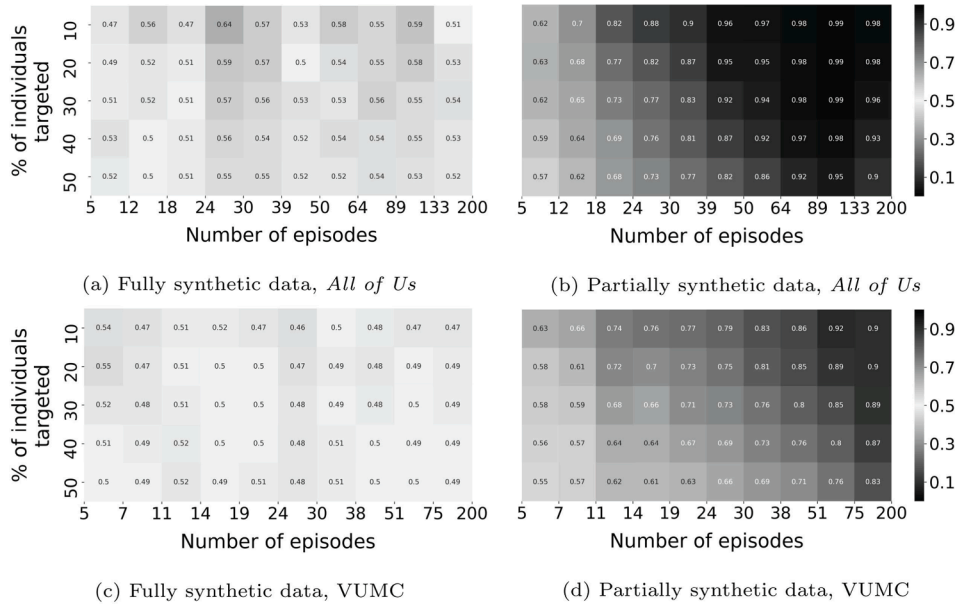 10 0.47 0.56 0.47 0.64 0.57 0.53 0.58 0.55 0.59 0.51
20 0.49 0.52 0.51 0.59 0.57 0.5 0.54 0.55 0.58 0.53
30 0.51 0.52 0.51 0.57 0.56 0.53 0.53 0.56 0.55 0.54
40 0.53 0.5 0.51 0.56 0.54 0.52 0.54 0.54 0.55 0.53
50 0.52 0.5 0.51 0.55 0.55 0.52 0.52 0.54 0.53 0.52
% of individuals
targeted
5 12 18 24 30 39 50 64 89 133 200
Number of episodes
(a) Fully synthetic data, All of Us
0.62 0.7 0.82 0.88 0.9 0.96 0.97 0.98 0.99 0.98
0.63 0.68 0.77 0.82 0.87 0.95 0.95 0.98 0.99 0.98
0.62 0.65 0.73 0.77 0.83 0.92 0.94 0.98 0.99 0.96
0.59 0.64 0.69 0.76 0.81 0.87 0.92 0.97 0.98 0.93
0.57 0.62 0.68 0.73 0.77 0.82 0.86 0.92 0.95 0.9
5 12 18 24 30 39 50 64 89 133 200
Number of episodes
0.9
0.7
0.5
0.3
0.1
(b) Partially synthetic data, All of Us
10 0.54 0.47 0.51 0.52 0.47 0.46 0.5 0.48 0.47 0.47
20 0.55 0.47 0.51 0.5 0.5 0.47 0.49 0.48 0.49 0.49
30 0.52 0.48 0.51 0.5 0.5 0.48 0.49 0.48 0.5 0.49
40 0.51 0.49 0.52 0.5 0.5 0.48 0.51 0.5 0.49 0.49
50 0.5 0.49 0.52 0.49 0.51 0.48 0.51 0.5 0.5 0.49
% of individuals
targeted
5 7 11 14 19 24 30 38 51 75 200
Number of episodes
(c) Fully synthetic data, VUMC
0.63 0.66 0.74 0.76 0.77 0.79 0.83 0.86 0.92 0.9
0.58 0.61 0.72 0.7 0.73 0.75 0.81 0.85 0.89 0.9
0.58 0.59 0.68 0.66 0.71 0.73 0.76 0.8 0.85 0.89
0.56 0.57 0.64 0.64 0.67 0.69 0.73 0.76 0.8 0.87
0.55 0.57 0.62 0.61 0.63 0.66 0.69 0.71 0.76 0.83
5 7 11 14 19 24 30 38 51 75 200
Number of episodes
0.9
0.7
0.5
0.3
0.1
(d) Partially synthetic data, VUMC